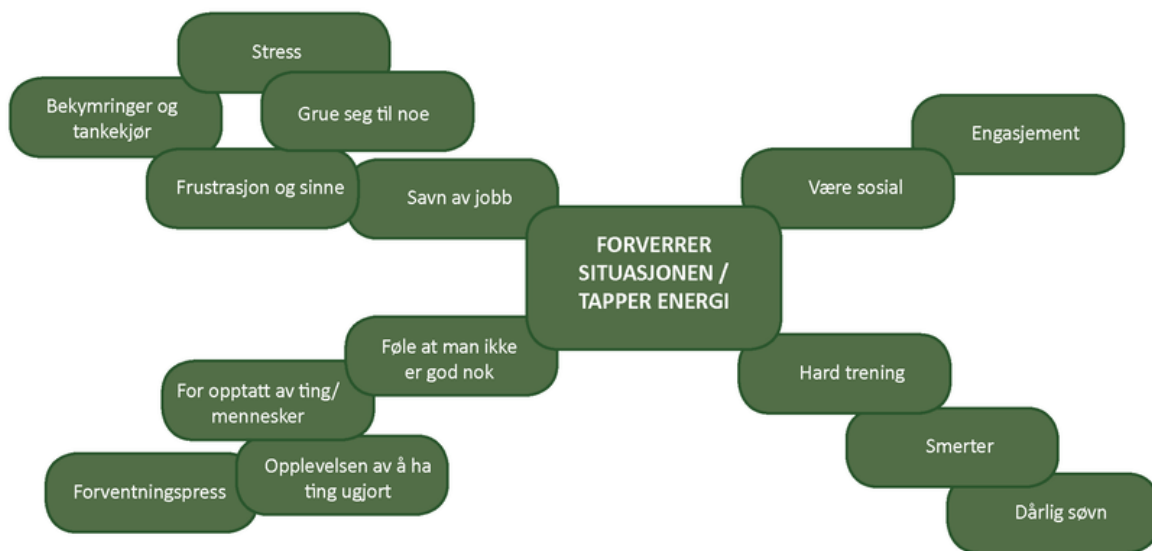 Stress
Bekymringer og
tankekjør
Grue seg til noe
Frustrasjon og sinne
Savn av jobb
Engasjement
Være sosial
FORVERRER
SITUASJONEN /
TAPPER ENERGI
Føle at man ikke
er god nok
For opptatt av ting/
mennesker
Opplevelsen av å ha
ting ugjort
Forventningspress
Hard trening
Smerter
Dårlig søvn